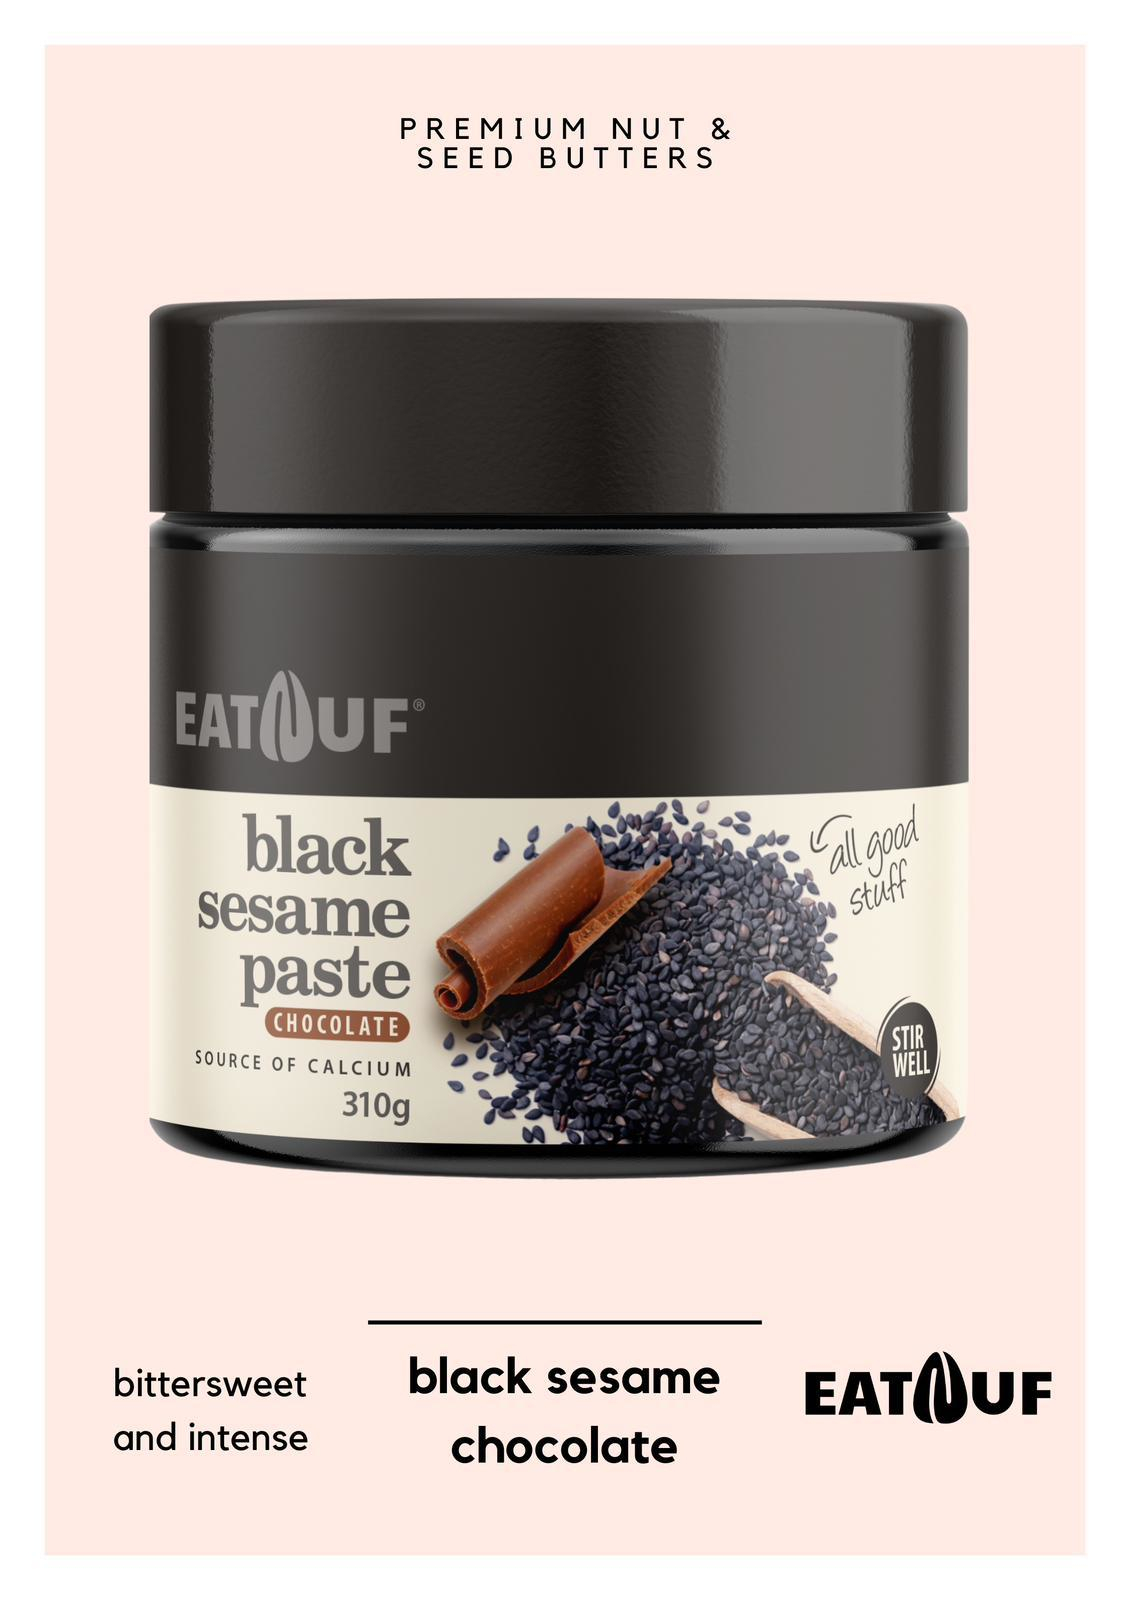 PREMIUM NUT &
SEED BUTTERS
EATNUF®
black
sesame
paste
CHOCOLATE
SOURCE OF CALCIUM
310g
all good
stuff
STIR
WELL
bittersweet
and intense
black sesame
chocolate
EATNUF